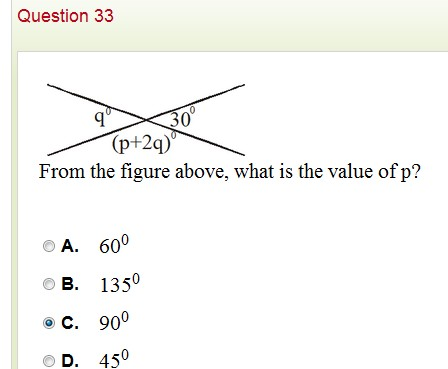 Question 33
q⁰ 30⁰
(p+2q)⁰
From the figure above, what is the value of p?
A. 60⁰
B. 135⁰
C. 90⁰
D. 45⁰